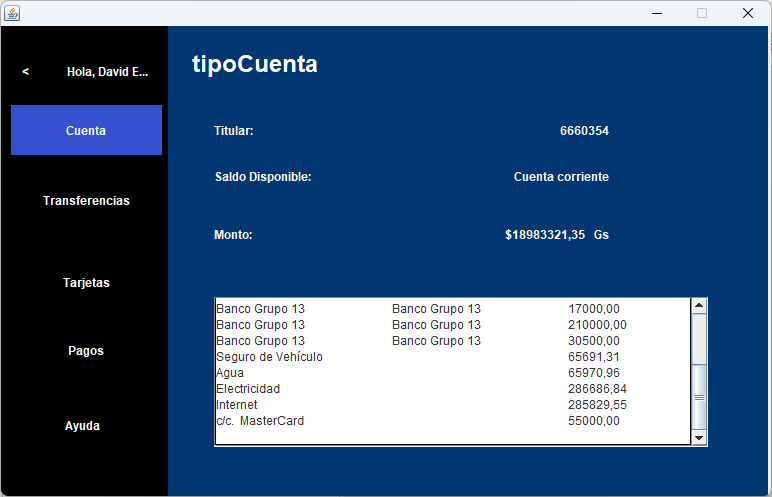 < Hola, David E...
Cuenta
Transferencias
Tarjetas
Pagos
Ayuda
tipoCuenta
Titular: 6660354
Saldo Disponible: Cuenta corriente
Monto: $18983321,35 Gs
Banco Grupo 13 Banco Grupo 13 17000,00
Banco Grupo 13 Banco Grupo 13 210000,00
Banco Grupo 13 Banco Grupo 13 30500,00
Seguro de Vehículo 65691,31
Agua 65970,96
Electricidad 286686,84
Internet 285829,55
c/c. MasterCard 55000,00